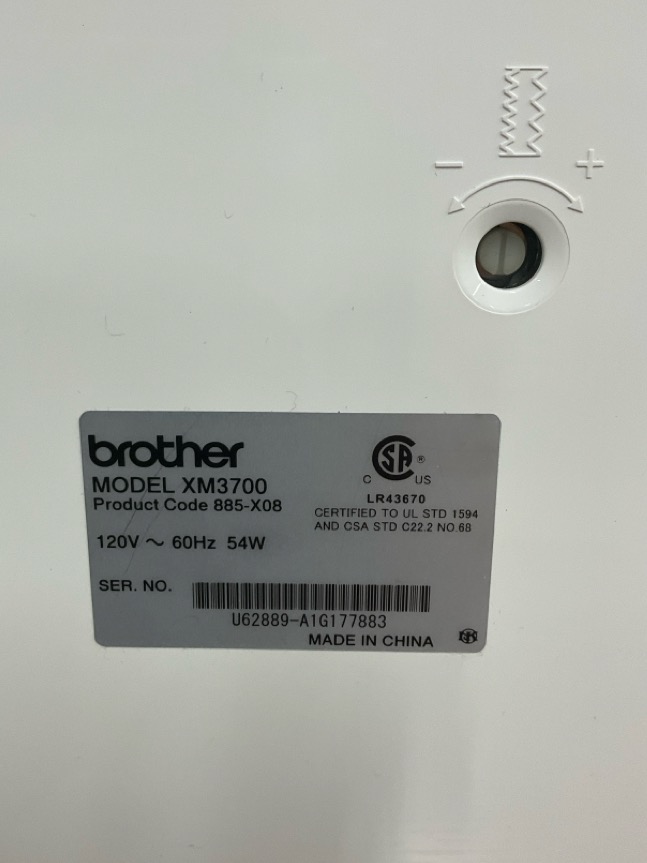 − +
brother
MODEL XM3700
Product Code 885-X08
120V ~ 60Hz 54W
SER. NO.
U62889-A1G177883
MADE IN CHINA
CSA ®
C US
LR43670
CERTIFIED TO UL STD 1594
AND CSA STD C22.2 NO.68